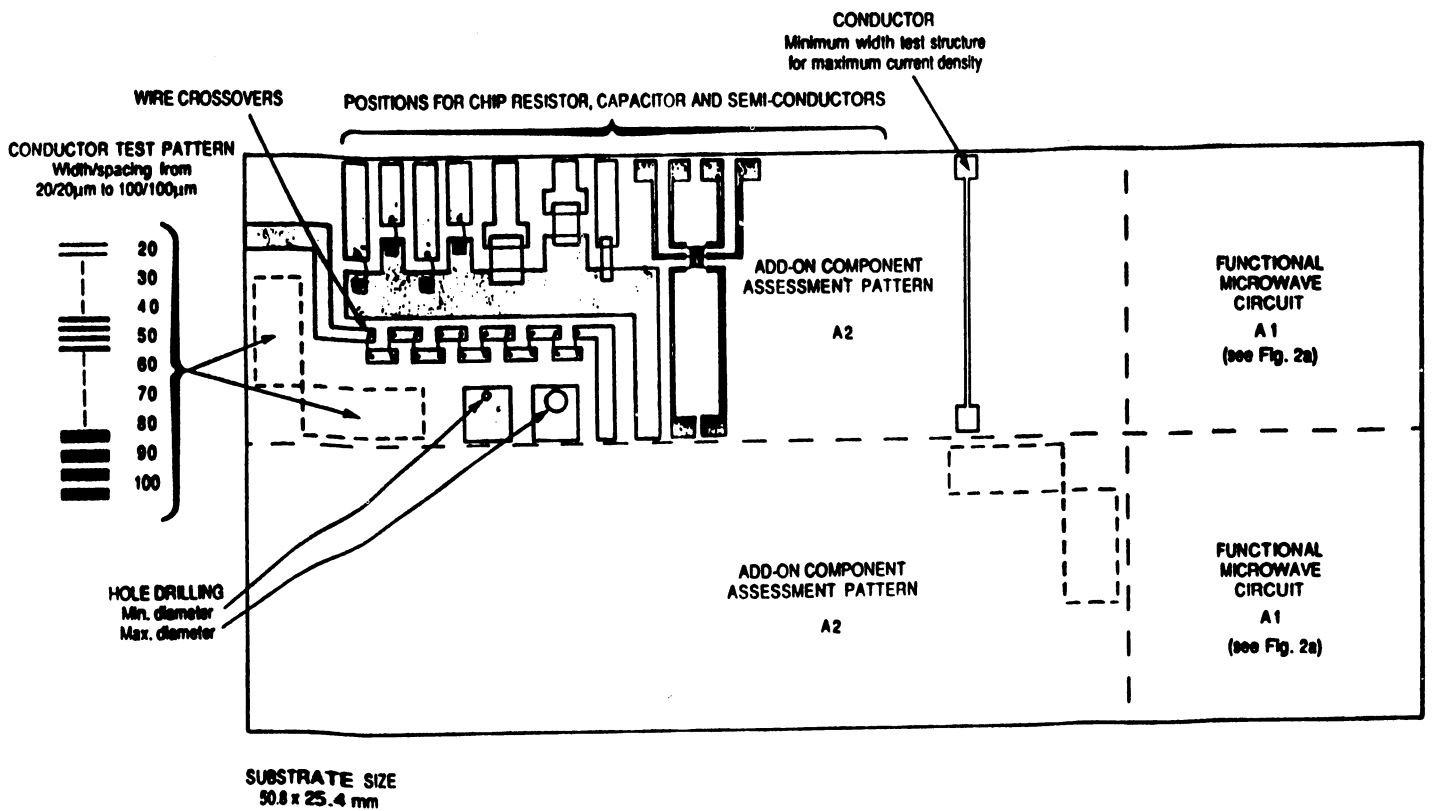 CONDUCTOR
Minimum width test structure
for maximum current density
WIRE CROSSOVERS
POSITIONS FOR CHIP RESISTOR, CAPACITOR AND SEMI-CONDUCTORS
CONDUCTOR TEST PATTERN
Width/spacing from
20/20µm to 100/100µm
20
30
40
50
60
70
80
90
100
ADD-ON COMPONENT
ASSESSMENT PATTERN
A2
FUNCTIONAL
MICROWAVE
CIRCUIT
A1
(see Fig. 2a)
HOLE DRILLING
Min. diameter
Max. diameter
ADD-ON COMPONENT
ASSESSMENT PATTERN
A2
FUNCTIONAL
MICROWAVE
CIRCUIT
A1
(see Fig. 2a)
SUBSTRATE SIZE
50.8 x 25.4 mm